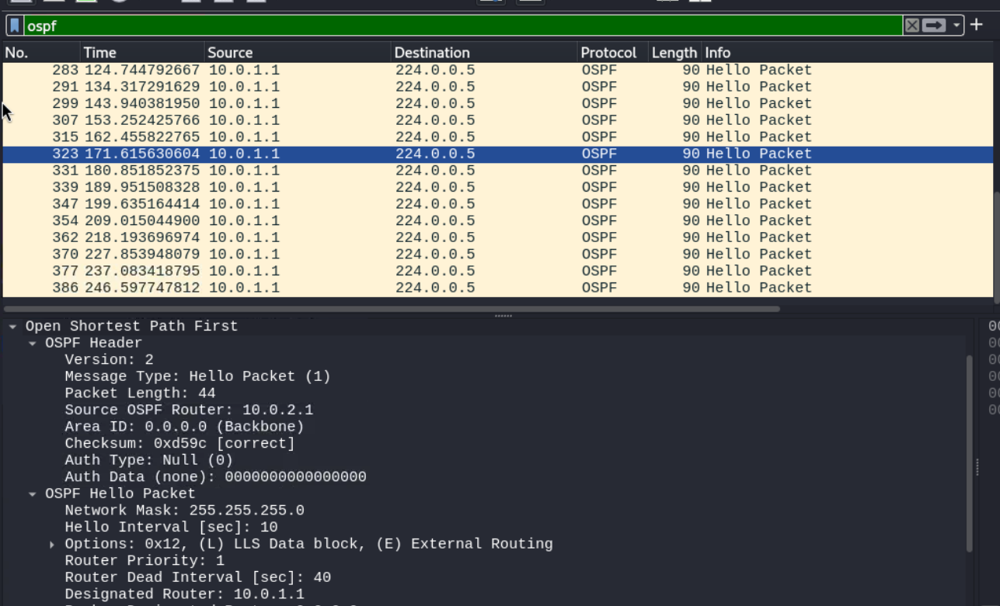 ospf
No. Time Source Destination Protocol Length Info
283 124.744792667 10.0.1.1 224.0.0.5 OSPF 90 Hello Packet
291 134.317291629 10.0.1.1 224.0.0.5 OSPF 90 Hello Packet
299 143.940381950 10.0.1.1 224.0.0.5 OSPF 90 Hello Packet
307 153.252425766 10.0.1.1 224.0.0.5 OSPF 90 Hello Packet
315 162.455822765 10.0.1.1 224.0.0.5 OSPF 90 Hello Packet
323 171.615630604 10.0.1.1 224.0.0.5 OSPF 90 Hello Packet
331 180.851852375 10.0.1.1 224.0.0.5 OSPF 90 Hello Packet
339 189.951508328 10.0.1.1 224.0.0.5 OSPF 90 Hello Packet
347 199.635164414 10.0.1.1 224.0.0.5 OSPF 90 Hello Packet
354 209.015044900 10.0.1.1 224.0.0.5 OSPF 90 Hello Packet
362 218.193696974 10.0.1.1 224.0.0.5 OSPF 90 Hello Packet
370 227.853948079 10.0.1.1 224.0.0.5 OSPF 90 Hello Packet
377 237.083418795 10.0.1.1 224.0.0.5 OSPF 90 Hello Packet
386 246.597747812 10.0.1.1 224.0.0.5 OSPF 90 Hello Packet
Open Shortest Path First
OSPF Header
Version: 2
Message Type: Hello Packet (1)
Packet Length: 44
Source OSPF Router: 10.0.2.1
Area ID: 0.0.0.0 (Backbone)
Checksum: 0xd59c [correct]
Auth Type: Null (0)
Auth Data (none): 0000000000000000
OSPF Hello Packet
Network Mask: 255.255.255.0
Hello Interval [sec]: 10
Options: 0x12, (L) LLS Data block, (E) External Routing
Router Priority: 1
Router Dead Interval [sec]: 40
Designated Router: 10.0.1.1